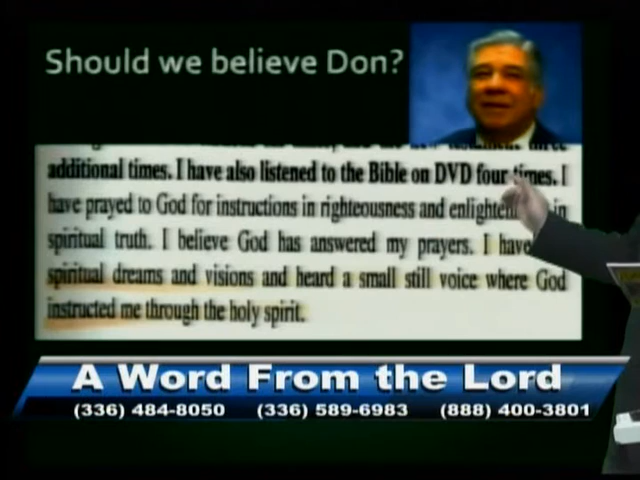 Should we believe Don?
additional times. I have also listened to the Bible on DVD four times. I
have prayed to God for instructions in righteousness and in
spiritual truth. I believe God has answered my prayers. I have
spiritual dreams and visions and heard a small still voice where God
instructed me through the holy spirit.
A Word From the Lord
(336) 484-8050 (336) 589-6983 (888) 400-3801